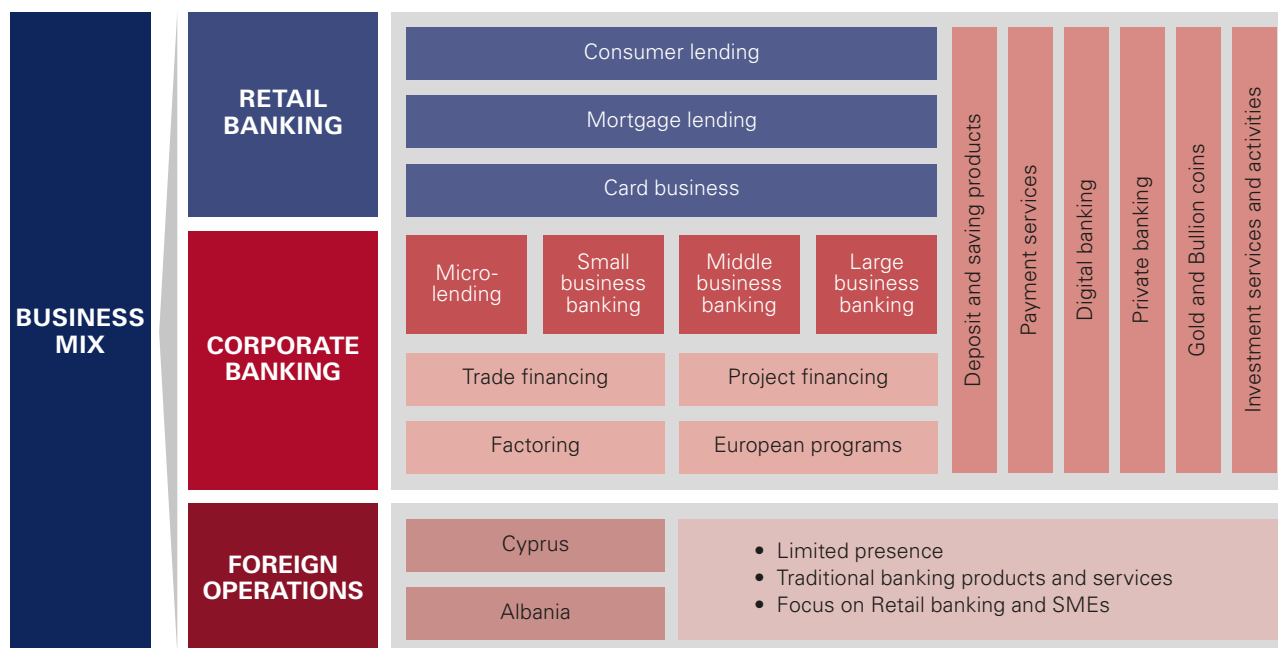 BUSINESS
MIX
RETAIL
BANKING
Consumer lending
Mortgage lending
Card business
CORPORATE
BANKING
Micro-
lending
Small
business
banking
Middle
business
banking
Large
business
banking
Trade financing
Project financing
Factoring
European programs
Deposit and saving products
Payment services
Digital banking
Private banking
Gold and Bullion coins
Investment services and activities
FOREIGN
OPERATIONS
Cyprus
Albania
• Limited presence
• Traditional banking products and services
• Focus on Retail banking and SMEs